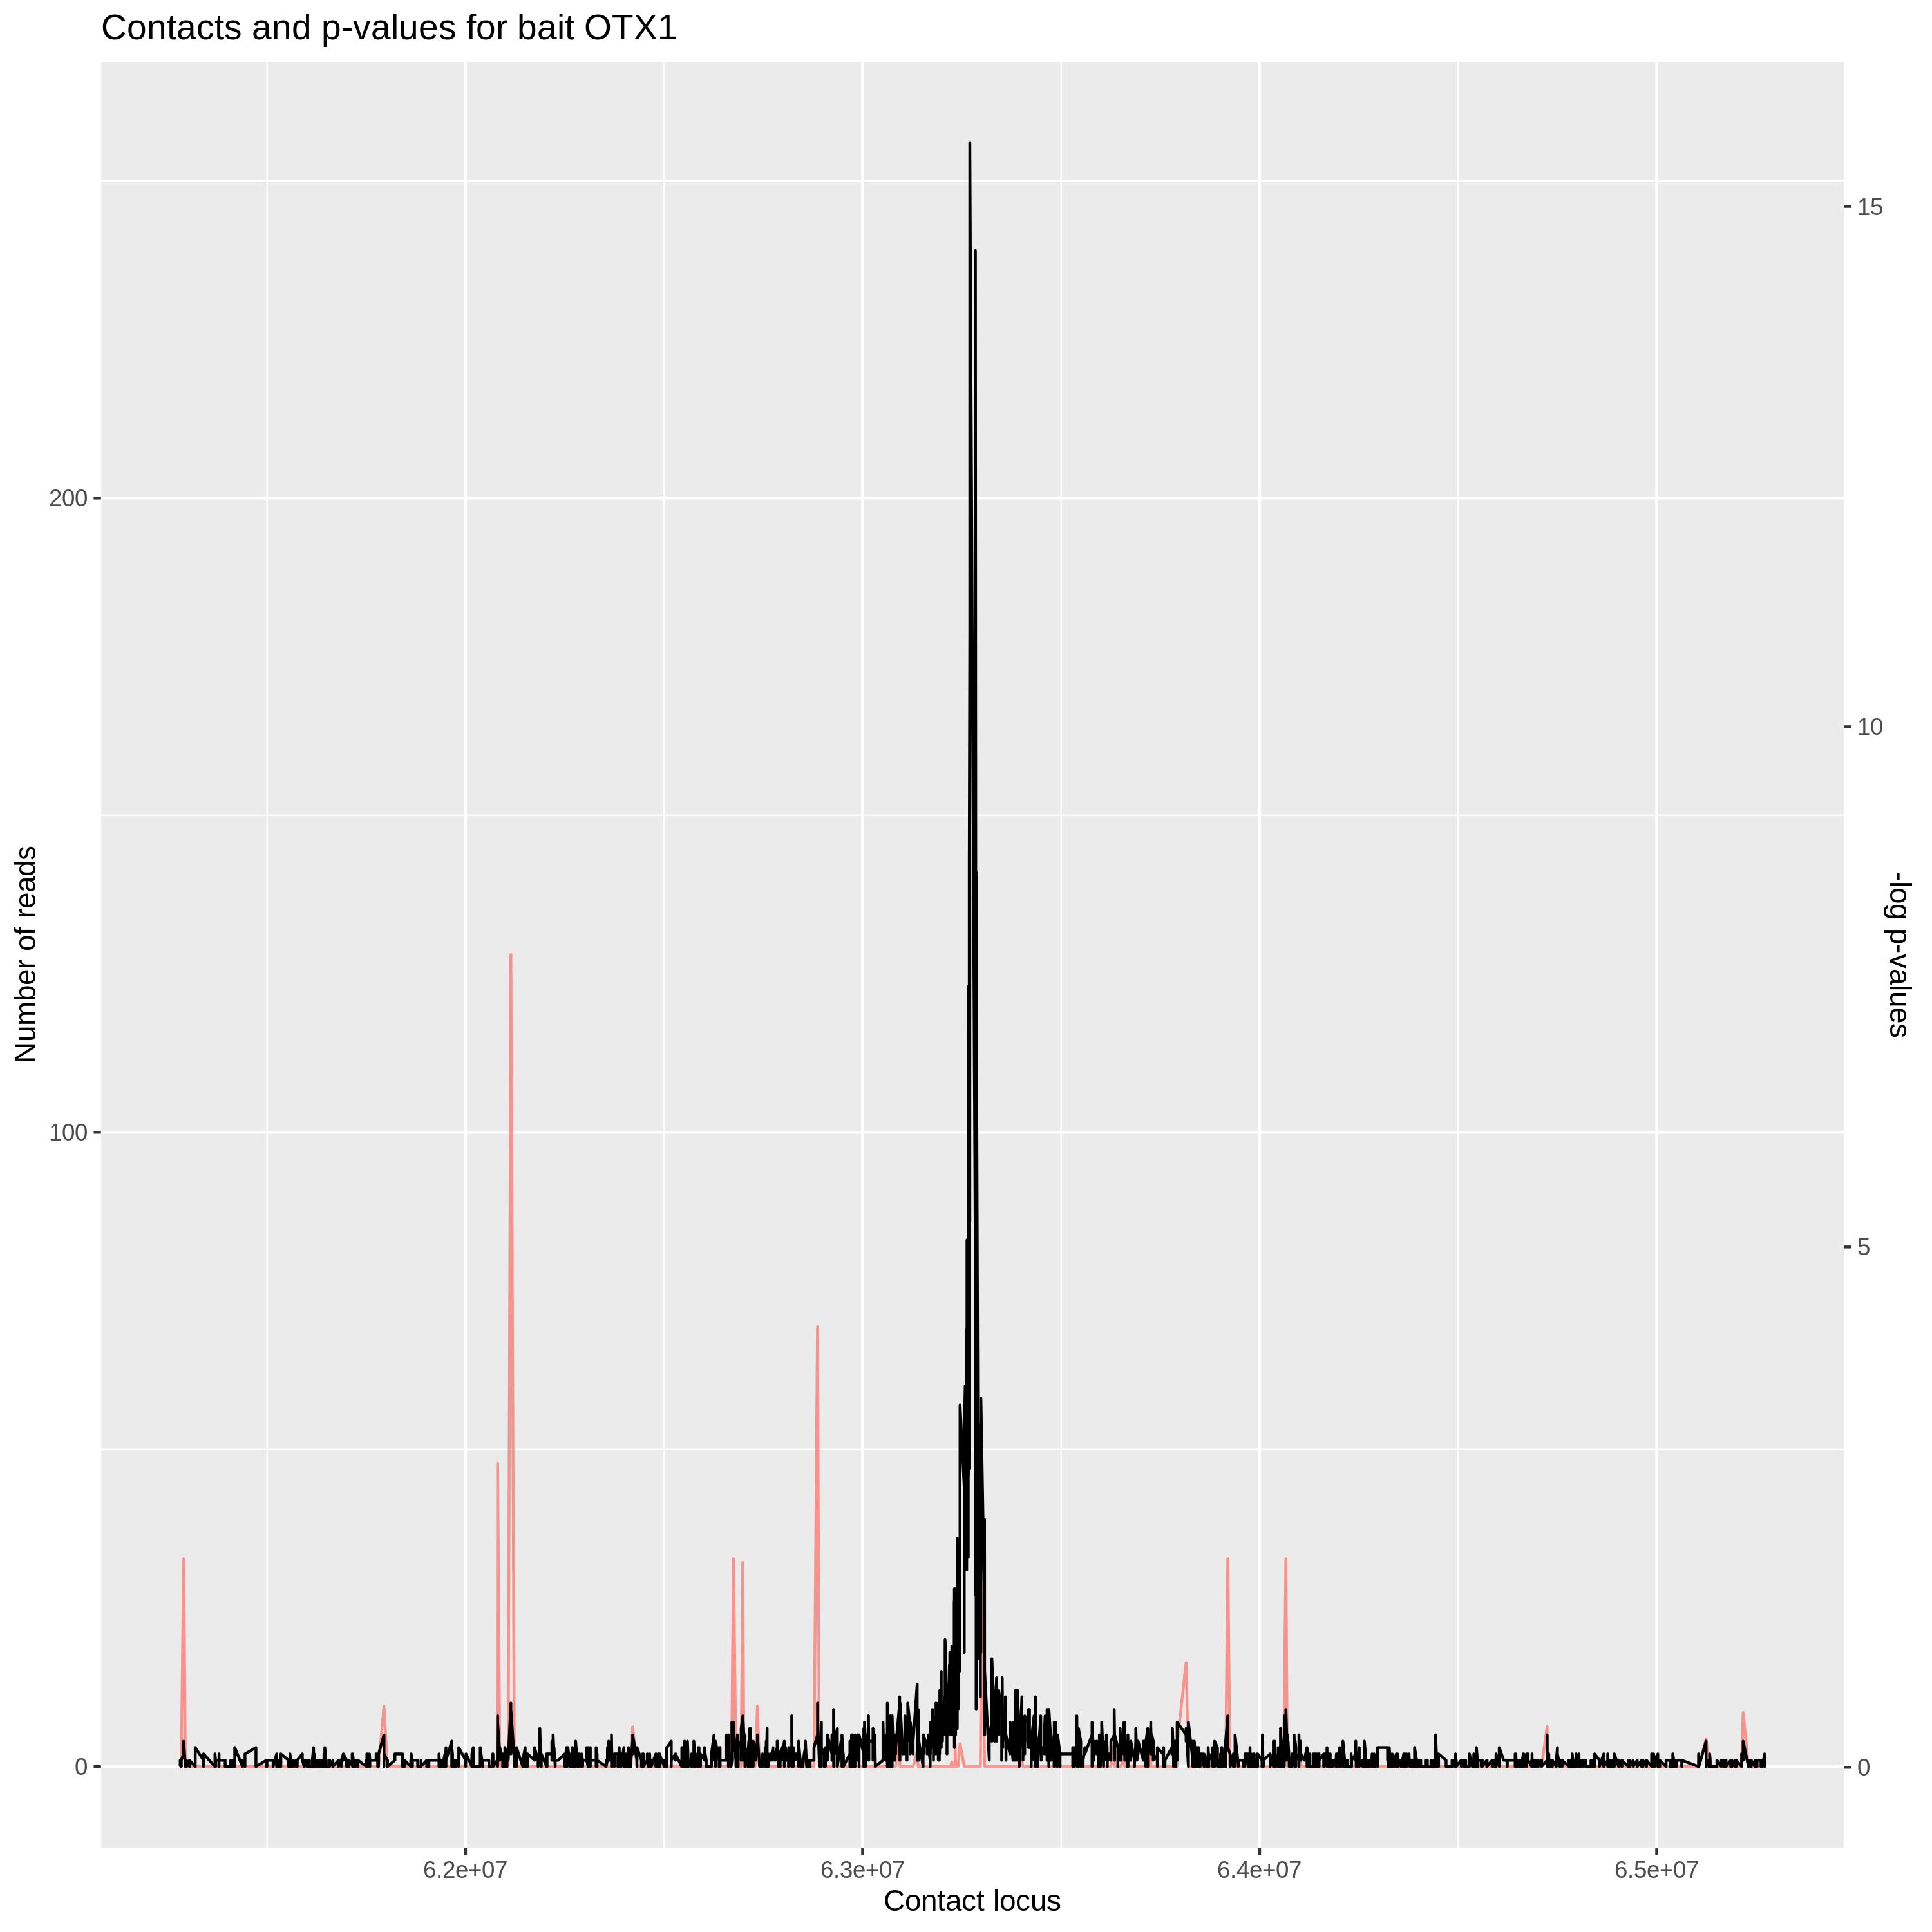 Contacts and p-values for bait OTX1
Number of reads
200
100
0
15
10
5
0
-log p-values
6.2e+07 6.3e+07 6.4e+07 6.5e+07
Contact locus